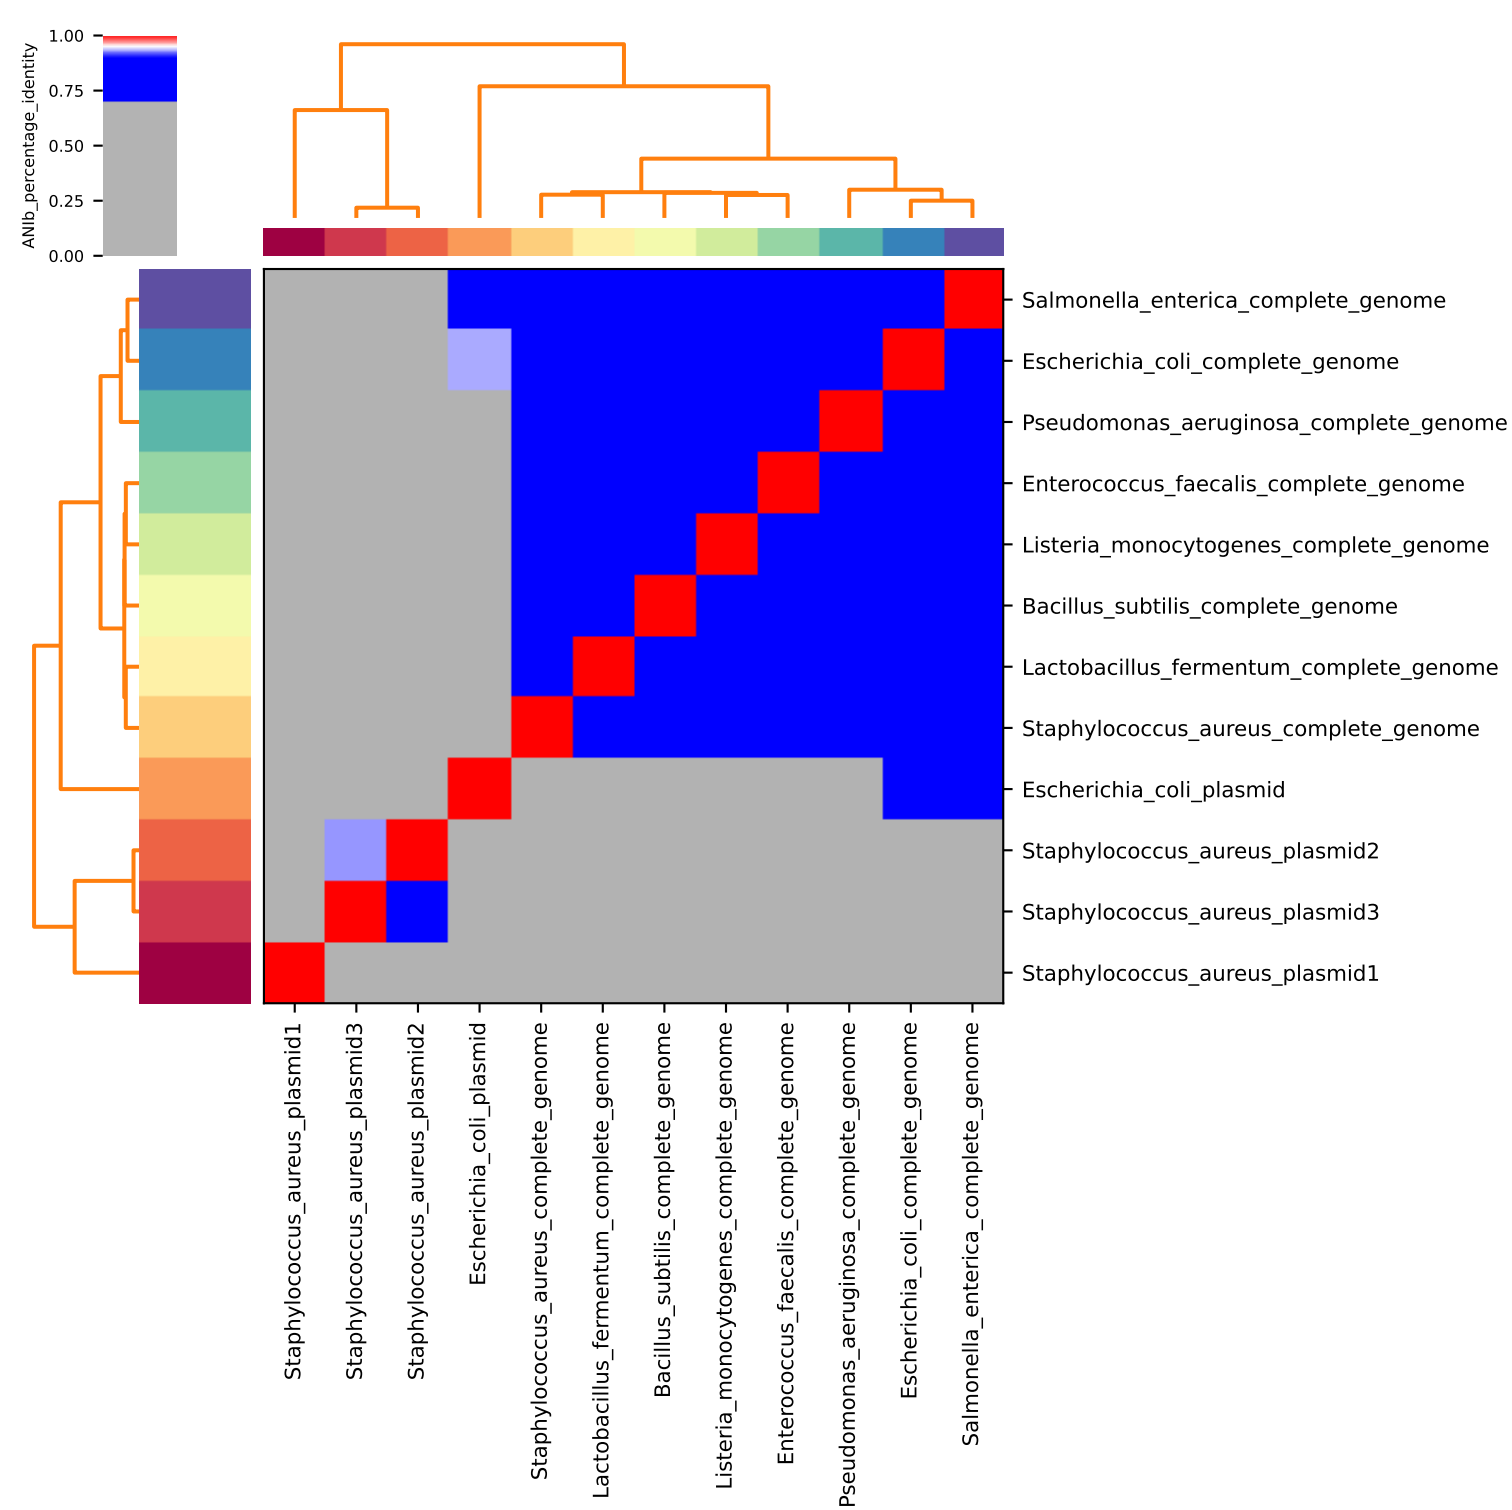 ANIb_percentage_identity
1.00
0.75
0.50
0.25
0.00
Salmonella_enterica_complete_genome
Escherichia_coli_complete_genome
Pseudomonas_aeruginosa_complete_genome
Enterococcus_faecalis_complete_genome
Listeria_monocytogenes_complete_genome
Bacillus_subtilis_complete_genome
Lactobacillus_fermentum_complete_genome
Staphylococcus_aureus_complete_genome
Escherichia_coli_plasmid
Staphylococcus_aureus_plasmid2
Staphylococcus_aureus_plasmid3
Staphylococcus_aureus_plasmid1
Staphylococcus_aureus_plasmid1
Staphylococcus_aureus_plasmid3
Staphylococcus_aureus_plasmid2
Escherichia_coli_plasmid
Staphylococcus_aureus_complete_genome
Lactobacillus_fermentum_complete_genome
Bacillus_subtilis_complete_genome
Listeria_monocytogenes_complete_genome
Enterococcus_faecalis_complete_genome
Pseudomonas_aeruginosa_complete_genome
Escherichia_coli_complete_genome
Salmonella_enterica_complete_genome